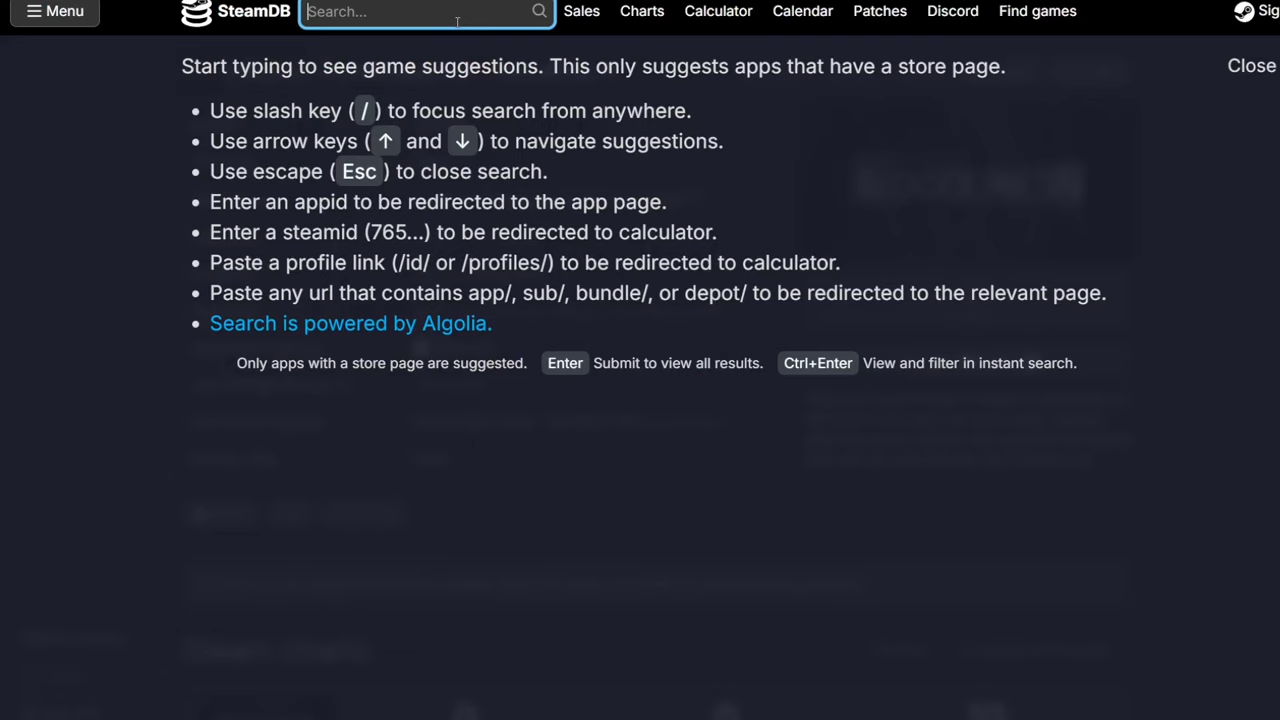 Menu
SteamDB
Search...
Sales
Charts
Calculator
Calendar
Patches
Discord
Find games
Start typing to see game suggestions. This only suggests apps that have a store page.
Close
• Use slash key ( / ) to focus search from anywhere.
• Use arrow keys ( ↑ and ↓ ) to navigate suggestions.
• Use escape ( Esc ) to close search.
• Enter an appid to be redirected to the app page.
• Enter a steamid (765...) to be redirected to calculator.
• Paste a profile link (/id/ or /profiles/) to be redirected to calculator.
• Paste any url that contains app/, sub/, bundle/, or depot/ to be redirected to the relevant page.
• Search is powered by Algolia.
Only apps with a store page are suggested. Enter Submit to view all results. Ctrl+Enter View and filter in instant search.